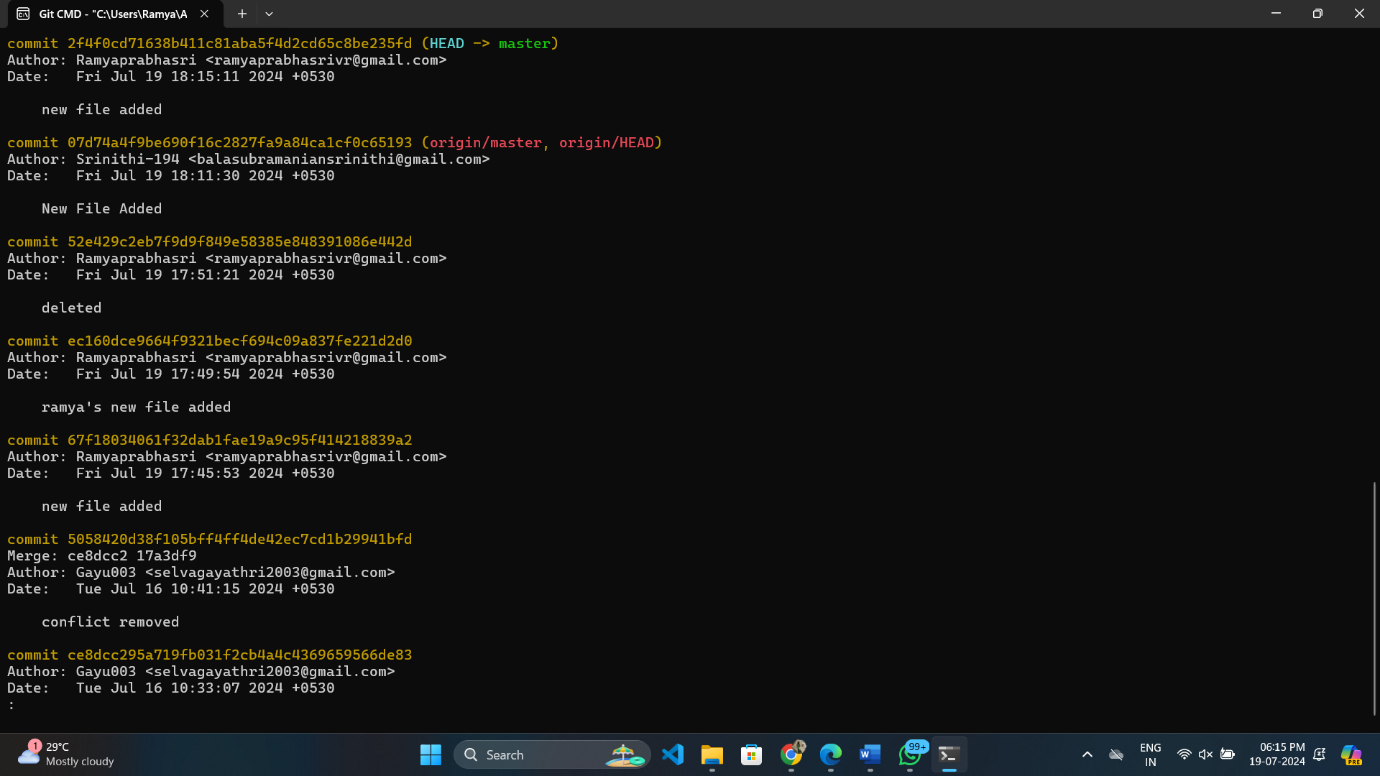 Git CMD - "C:\Users\Ramya\A
commit 2f4f0cd71638b411c81aba5f4d2cd65c8be235fd (HEAD -> master)
Author: Ramyaprabhasri <ramyaprabhasrivr@gmail.com>
Date:   Fri Jul 19 18:15:11 2024 +0530
new file added
commit 07d74a4f9be690f16c2827fa9a84ca1cf0c65193 (origin/master, origin/HEAD)
Author: Srinithi-194 <balasubramaniansrinithi@gmail.com>
Date:   Fri Jul 19 18:11:30 2024 +0530
New File Added
commit 52e429c2eb7f9d9f849e58385e848391086e442d
Author: Ramyaprabhasri <ramyaprabhasrivr@gmail.com>
Date:   Fri Jul 19 17:51:21 2024 +0530
deleted
commit ec160dce9664f9321becf694c09a837fe221d2d0
Author: Ramyaprabhasri <ramyaprabhasrivr@gmail.com>
Date:   Fri Jul 19 17:49:54 2024 +0530
ramya's new file added
commit 67f18034061f32dab1fae19a9c95f414218839a2
Author: Ramyaprabhasri <ramyaprabhasrivr@gmail.com>
Date:   Fri Jul 19 17:45:53 2024 +0530
new file added
commit 5058420d38f105bff4ff4de42ec7cd1b29941bfd
Merge: ce8dcc2 17a3df9
Author: Gayu003 <selvagayathri2003@gmail.com>
Date:   Tue Jul 16 10:41:15 2024 +0530
conflict removed
commit ce8dcc295a719fb031f2cb4a4c4369659566de83
Author: Gayu003 <selvagayathri2003@gmail.com>
Date:   Tue Jul 16 10:33:07 2024 +0530
:
1
29°C
Mostly cloudy
Search
99+
ENG
IN
06:15 PM
19-07-2024
PRE